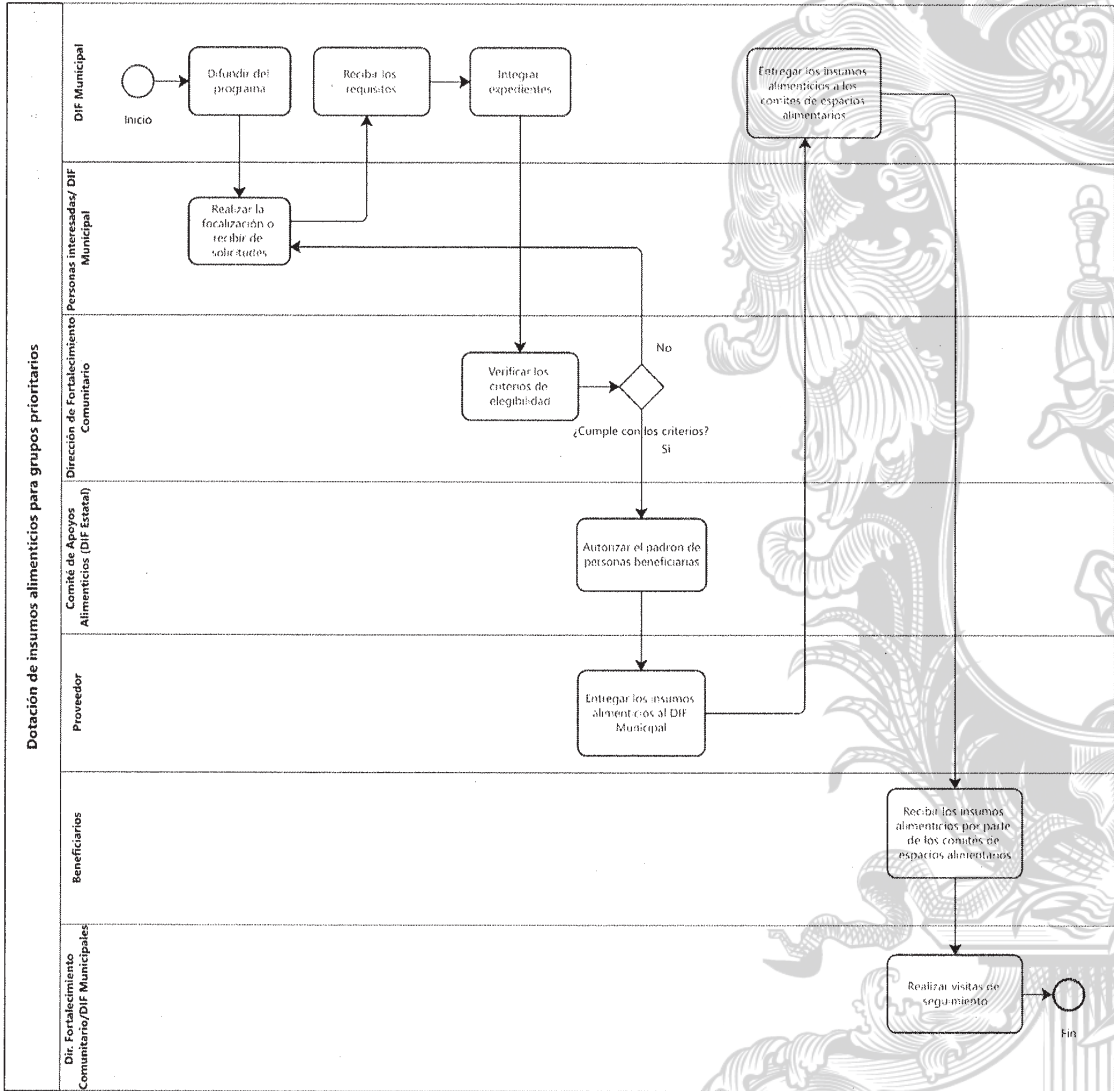 Dotación de insumos alimenticios para grupos prioritarios
DIF Municipal
Inicio
Difundir del
programa
Recibir los
requisitos
Integrar
expedientes
Entregar los insumos
alimenticios a los
comités de espacios
alimentarios
Personas interesadas/ DIF
Municipal
Realizar la
focalización o
recibir de
solicitudes
Dirección de Fortalecimiento
Comunitario
Verificar los
criterios de
elegibilidad
No
¿Cumple con los criterios?
Si
Comité de Apoyos
Alimenticios (DIF Estatal)
Autorizar el padron de
personas beneficiarias
Proveedor
Entregar los insumos
alimenticios al DIF
Municipal
Beneficiarios
Recibir los insumos
alimenticios por parte
de los comités de
espacios alimentarios
Dir. Fortalecimiento
Comunitario/DIF Municipales
Realizar visitas de
seguimiento
Fin